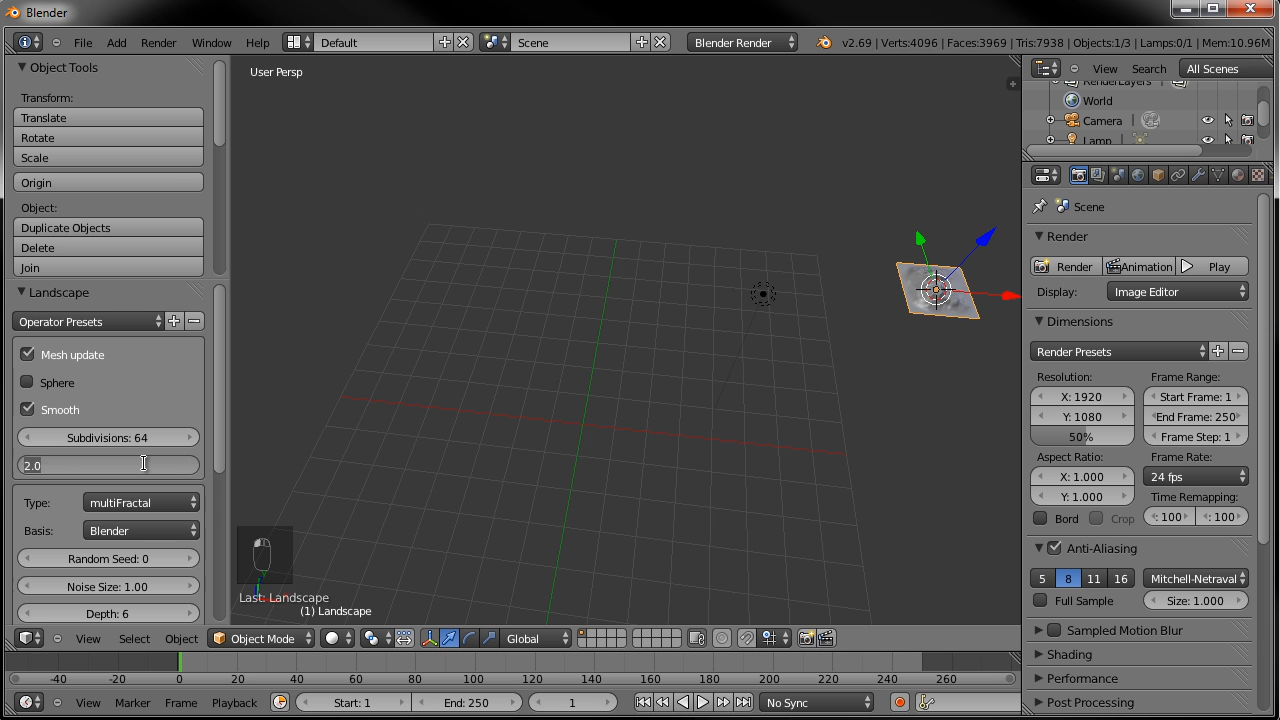 Blender
File Add Render Window Help Default Scene Blender Render v2.69 | Verts:4096 | Faces:3969 | Tris:7938 | Objects:1/3 | Lamps:0/1 | Mem:10.96M
Object Tools
Transform:
Translate
Rotate
Scale
Origin
Object:
Duplicate Objects
Delete
Join
Landscape
Operator Presets
Mesh update
Sphere
Smooth
Subdivisions: 64
2.0
Type: multiFractal
Basis: Blender
Random Seed: 0
Noise Size: 1.00
Depth: 6
User Persp
Last: Landscape
(1) Landscape
View Select Object Object Mode Global
-40 -20 0 20 40 60 80 100 120 140 160 180 200 220 240 260
View Marker Frame Playback Start: 1 End: 250 1 No Sync
View Search All Scenes
RenderLayers
World
Camera
Lamp
Scene
Render
Render Animation Play
Display: Image Editor
Dimensions
Render Presets
Resolution: Frame Range:
X: 1920 Start Frame: 1
Y: 1080 End Frame: 250
50% Frame Step: 1
Aspect Ratio: Frame Rate:
X: 1.000 24 fps
Y: 1.000 Time Remapping:
Bord Crop : 100 : 100
Anti-Aliasing
5 8 11 16 Mitchell-Netraval
Full Sample Size: 1.000
Sampled Motion Blur
Shading
Performance
Post Processing